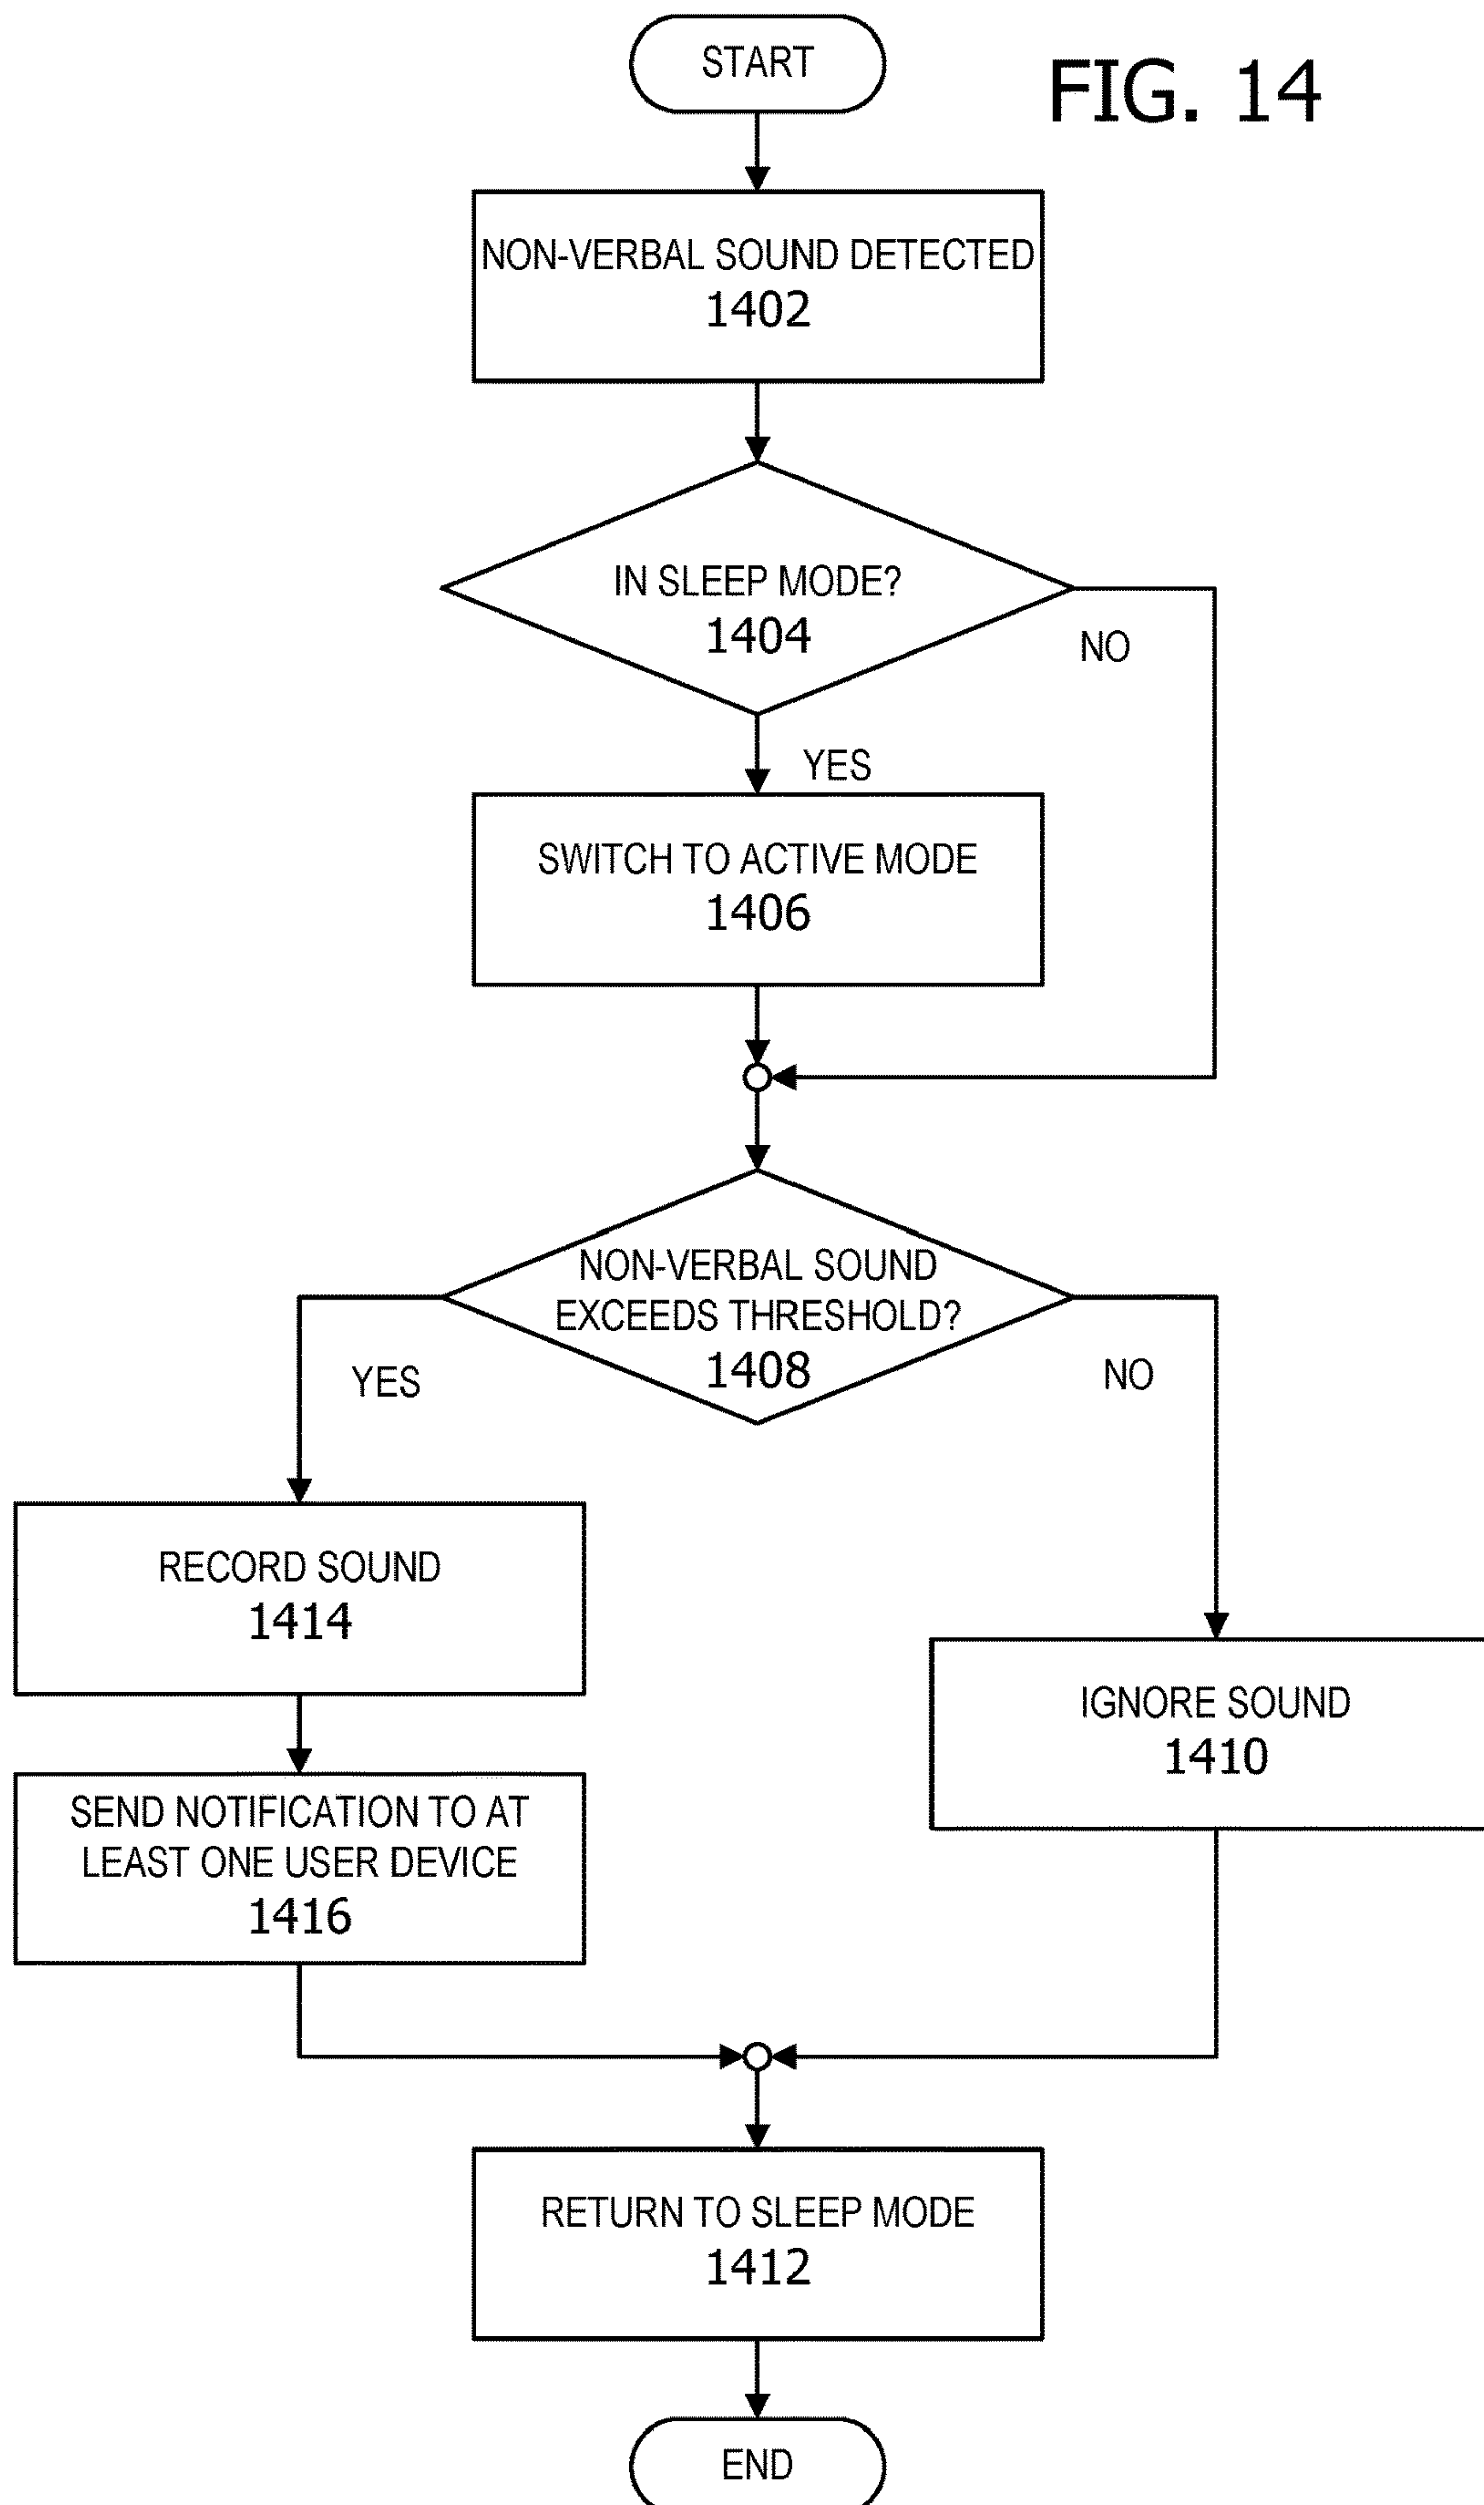 START
FIG. 14
NON-VERBAL SOUND DETECTED
1402
IN SLEEP MODE?
1404
NO
YES
SWITCH TO ACTIVE MODE
1406
NON-VERBAL SOUND
EXCEEDS THRESHOLD?
1408
YES
NO
RECORD SOUND
1414
IGNORE SOUND
1410
SEND NOTIFICATION TO AT
LEAST ONE USER DEVICE
1416
RETURN TO SLEEP MODE
1412
END